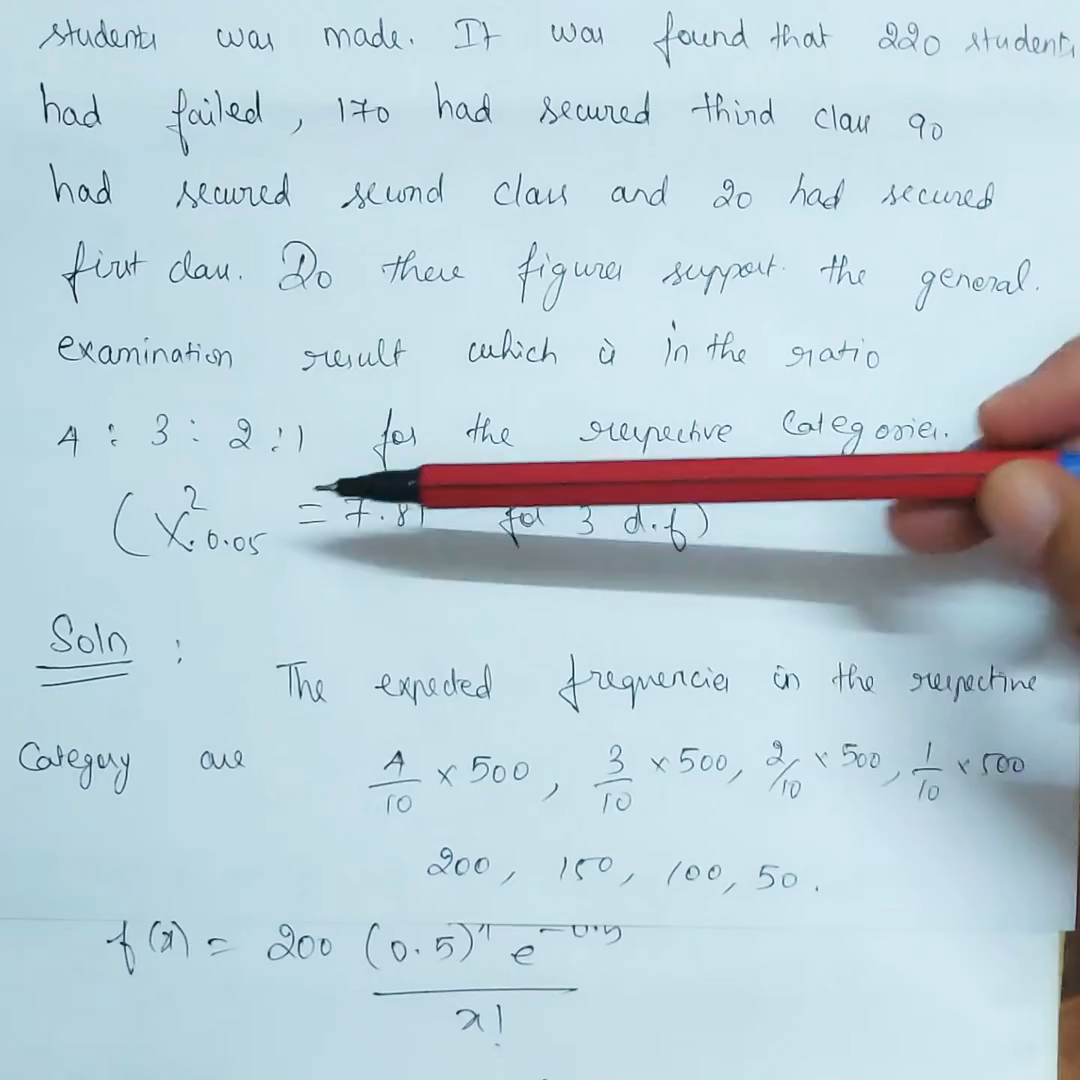 students was made. It was found that 220 students
had failed, 170 had secured third class 90
had secured second class and 20 had secured
first class. Do these figures support the general.
examination result which is in the ratio
4 : 3 : 2 : 1 for the respective Categories.
(χ²0.05 = 7.81 for 3 d.f)
Soln :
The expected frequencies in the respective
Category are 4/10 × 500, 3/10 × 500, 2/10 × 500, 1/10 × 500
200, 150, 100, 50.
f(x) = 200 (0.5)ˣ e^-0.5 / x!